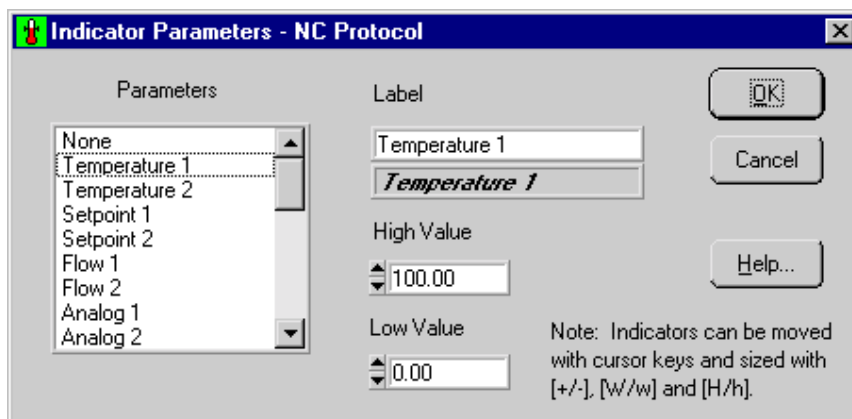 Indicator Parameters - NC Protocol
Parameters
None
Temperature 1
Temperature 2
Setpoint 1
Setpoint 2
Flow 1
Flow 2
Analog 1
Analog 2
Label
Temperature 1
Temperature 1
High Value
100.00
Low Value
0.00
OK
Cancel
Help...
Note: Indicators can be moved
with cursor keys and sized with
[+/-], [W/w] and [H/h].